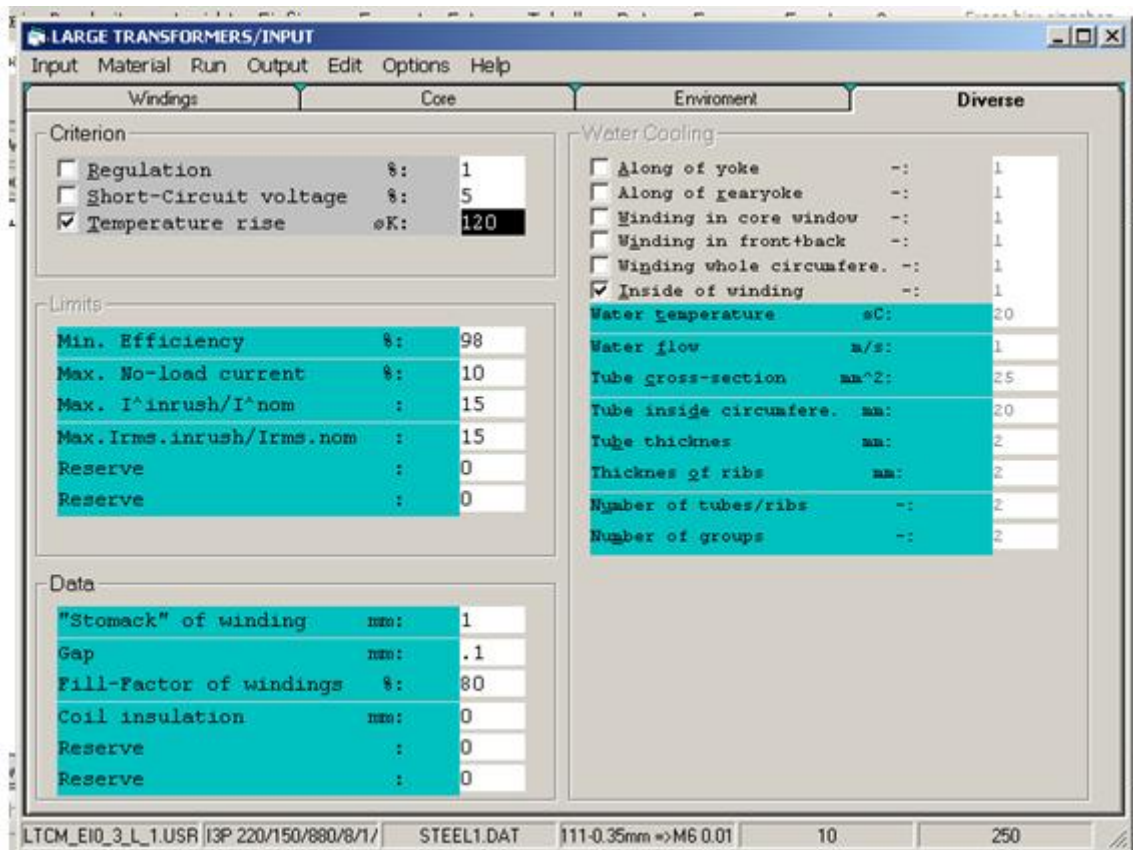 LARGE TRANSFORMERS/INPUT
Input Material Run Output Edit Options Help
Windings Core Enviroment Diverse
Criterion
Regulation %: 1
Short-Circuit voltage %: 5
Temperature rise øK: 120
Limits
Min. Efficiency %: 98
Max. No-load current %: 10
Max. I^inrush/I^nom : 15
Max.Irms.inrush/Irms.nom : 15
Reserve : 0
Reserve : 0
Data
"Stomack" of winding mm: 1
Gap mm: .1
Fill-Factor of windings %: 80
Coil insulation mm: 0
Reserve : 0
Reserve : 0
Water Cooling
Along of yoke -: 1
Along of rearyoke -: 1
Winding in core window -: 1
Winding in front+back -: 1
Winding whole circumfere. -: 1
Inside of winding -: 1
Water temperature øC: 20
Water flow m/s: 1
Tube cross-section mm^2: 25
Tube inside circumfere. mm: 20
Tube thicknes mm: 2
Thicknes of ribs mm: 2
Number of tubes/ribs -: 2
Number of groups -: 2
LTCM_EI0_3_L_1.USR I3P 220/150/880/8/1/ STEEL1.DAT 111-0.35mm =>M6 0.01 10 250